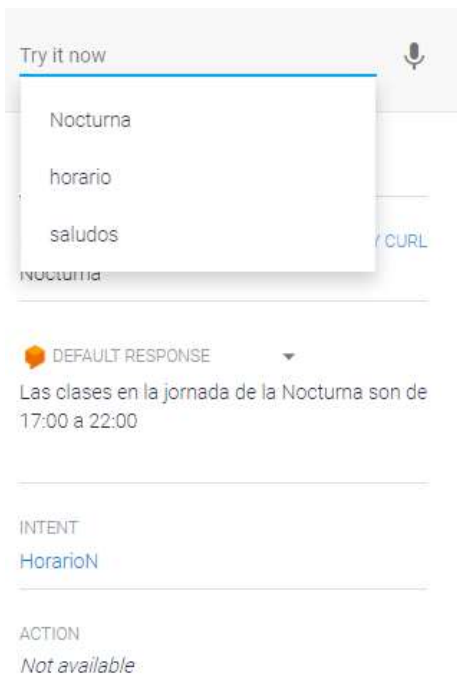 Try it now
Nocturna
horario
saludos
Y CURL
Nocturna
DEFAULT RESPONSE
Las clases en la jornada de la Nocturna son de
17:00 a 22:00
INTENT
HorarioN
ACTION
Not available